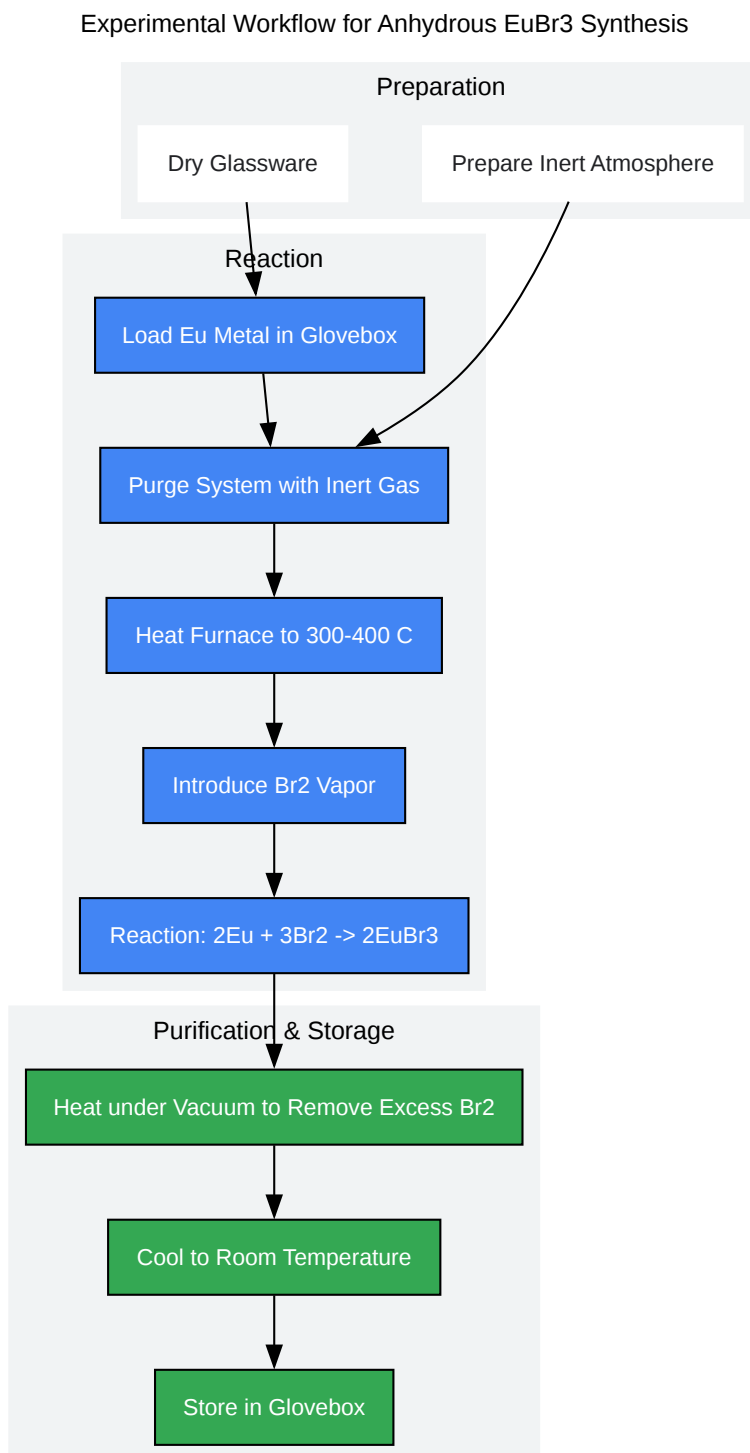 Experimental Workflow for Anhydrous EuBr3 Synthesis
Preparation
Dry Glassware
Prepare Inert Atmosphere
Reaction
Load Eu Metal in Glovebox
Purge System with Inert Gas
Heat Furnace to 300-400 C
Introduce Br2 Vapor
Reaction: 2Eu + 3Br2 -> 2EuBr3
Purification & Storage
Heat under Vacuum to Remove Excess Br2
Cool to Room Temperature
Store in Glovebox